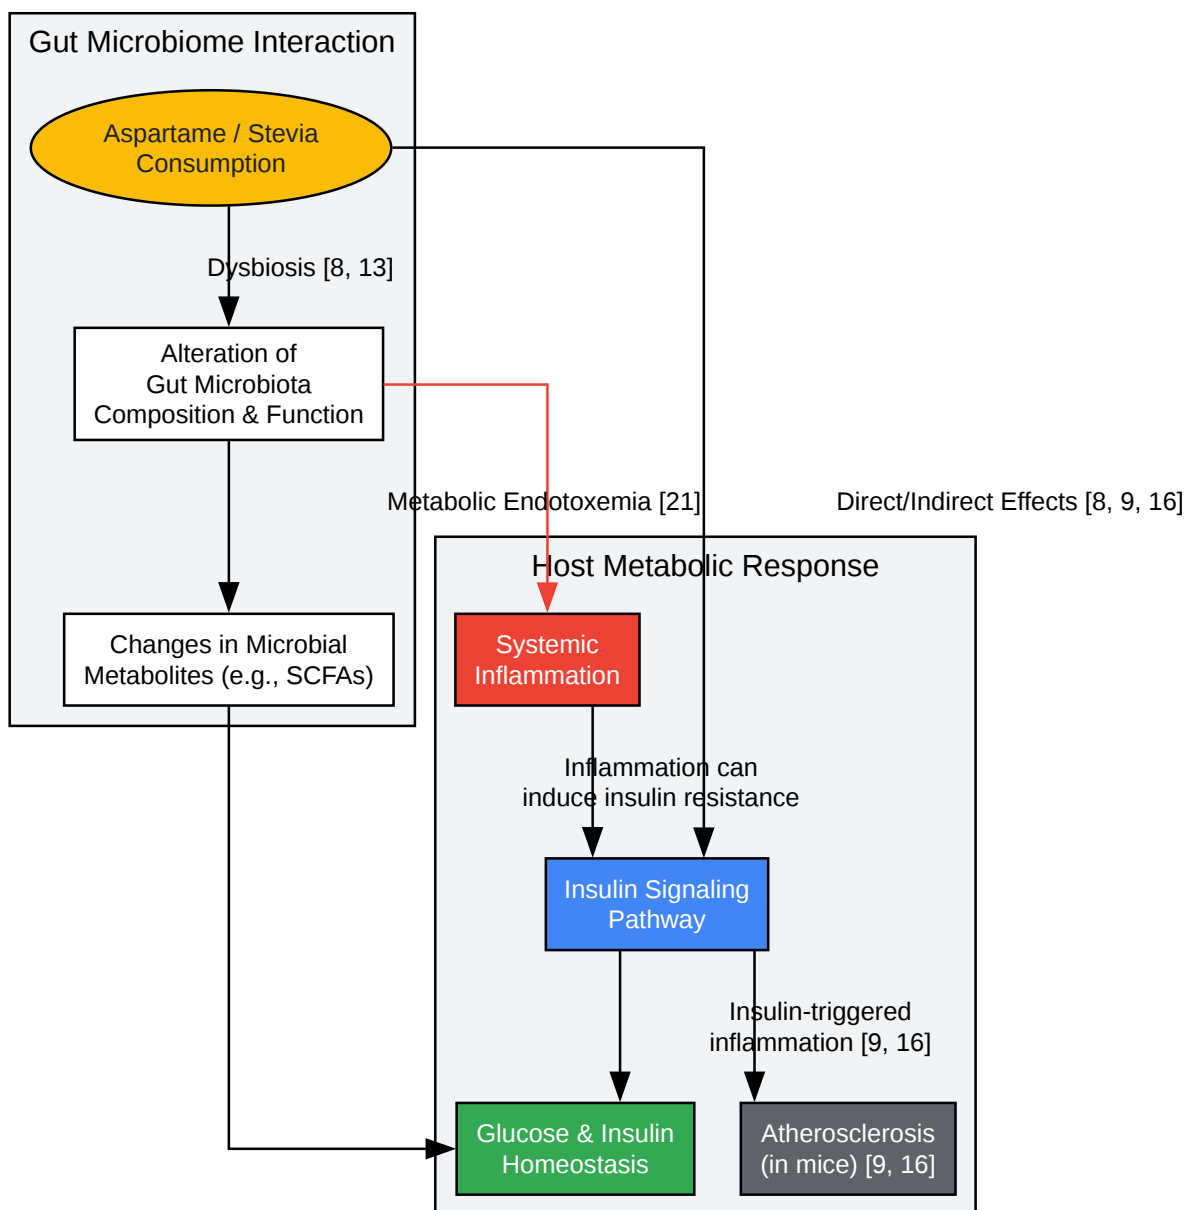 Gut Microbiome Interaction
Aspartame / Stevia
Consumption
Dysbiosis [8, 13]
Alteration of
Gut Microbiota
Composition & Function
Metabolic Endotoxemia [21]
Direct/Indirect Effects [8, 9, 16]
Host Metabolic Response
Changes in Microbial
Metabolites (e.g., SCFAs)
Systemic
Inflammation
Inflammation can
induce insulin resistance
Insulin Signaling
Pathway
Insulin-triggered
inflammation [9, 16]
Glucose & Insulin
Homeostasis
Atherosclerosis
(in mice) [9, 16]